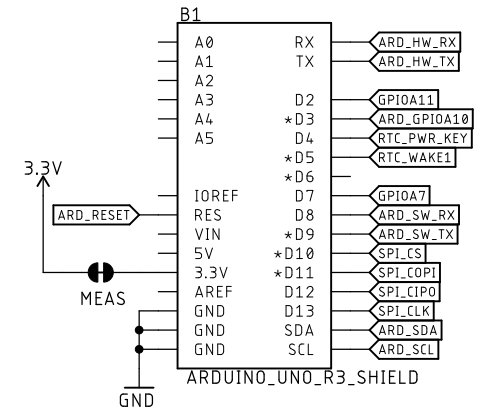 B1
A0 RX ARD_HW_RX
A1 TX ARD_HW_TX
A2
A3 D2 GPIOA11
A4 *D3 ARD_GPIOA10
A5 D4 RTC_PWR_KEY
*D5 RTC_WAKE1
3.3V *D6
IOREF D7 GPIOA7
ARD_RESET RES D8 ARD_SW_RX
VIN *D9 ARD_SW_TX
5V *D10 SPI_CS
3.3V *D11 SPI_COPI
MEAS AREF D12 SPI_CIPO
GND D13 SPI_CLK
GND SDA ARD_SDA
GND SCL ARD_SCL
ARDUINO_UNO_R3_SHIELD
GND